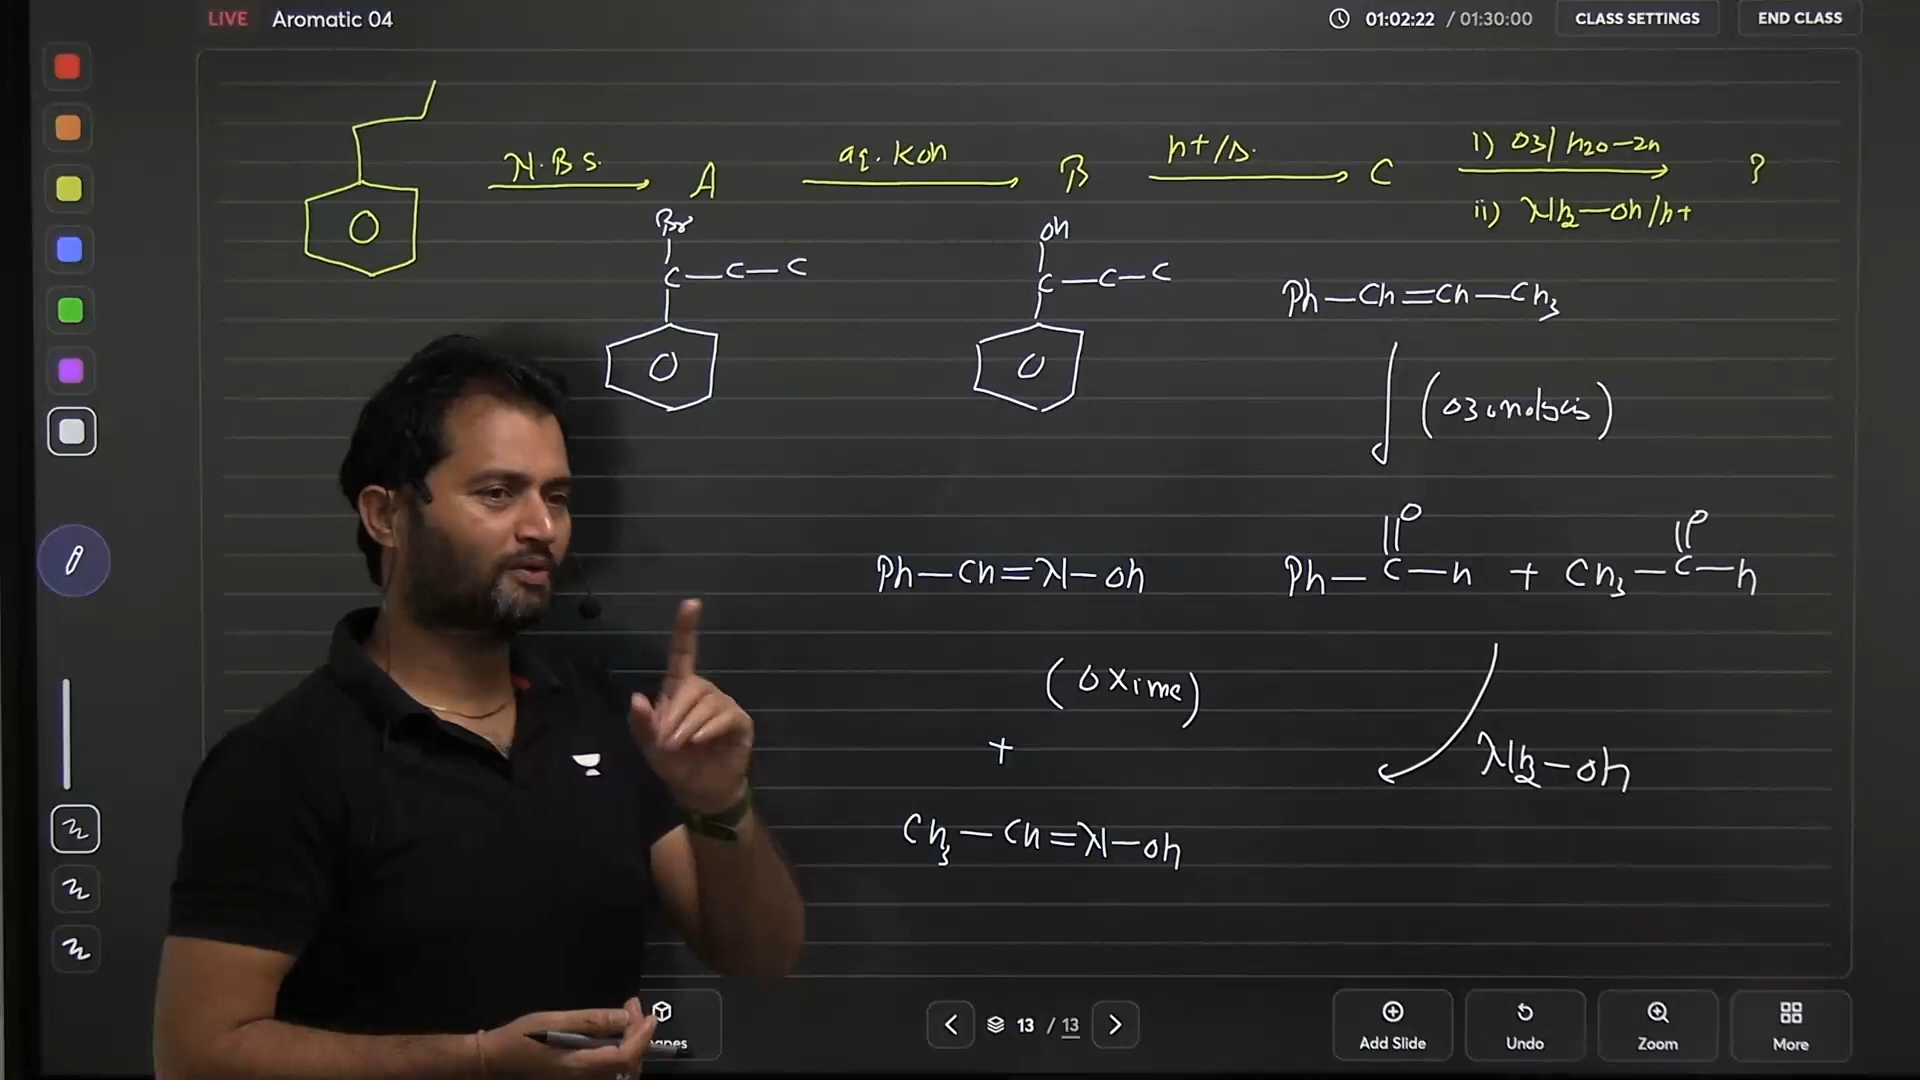 LIVE Aromatic 04 01:02:22 / 01:30:00 CLASS SETTINGS END CLASS
N.B.S. A aq. KOH B H+/Δ. C i) O3/H2O-Zn ?
ii) NH2-OH/H+
Br
C-C-C
OH
C-C-C
Ph-CH=CH-CH3
(O3onolysis)
Ph-CH=N-OH
O O
Ph-C-H + CH3-C-H
(Oxime)
+
NH2-OH
CH3-CH=N-OH
13 / 13
Add Slide Undo Zoom More